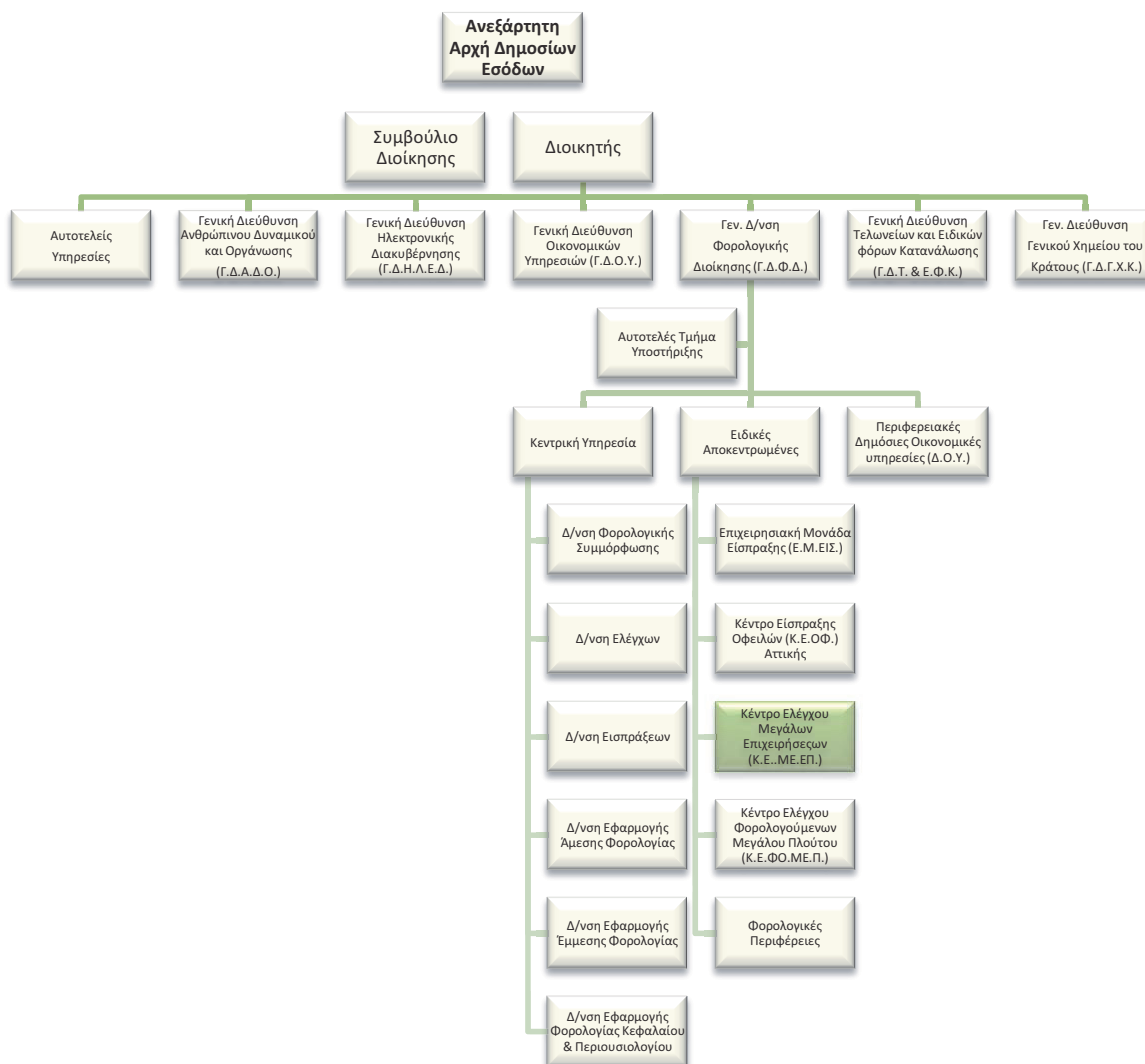 Ανεξάρτητη
Αρχή Δημοσίων
Εσόδων
Συμβούλιο
Διοίκησης
Διοικητής
Αυτοτελείς
Υπηρεσίες
Γενική Διεύθυνση
Ανθρώπινου Δυναμικού
και Οργάνωσης
(Γ.Δ.Α.Δ.Ο.)
Γενική Διεύθυνση
Ηλεκτρονικής
Διακυβέρνησης
(Γ.Δ.Η.Λ.Ε.Δ.)
Γενική Διεύθυνση
Οικονομικών
Υπηρεσιών (Γ.Δ.Ο.Υ.)
Γεν. Δ/νση
Φορολογικής
Διοίκησης (Γ.Δ.Φ.Δ.)
Γενική Διεύθυνση
Τελωνείων και Ειδικών
φόρων Κατανάλωσης
(Γ.Δ.Τ. & Ε.Φ.Κ.)
Γεν. Διεύθυνση
Γενικού Χημείου του
Κράτους (Γ.Δ.Γ.Χ.Κ.)
Αυτοτελές Τμήμα
Υποστήριξης
Κεντρική Υπηρεσία
Ειδικές
Αποκεντρωμένες
Περιφερειακές
Δημόσιες Οικονομικές
υπηρεσίες (Δ.Ο.Υ.)
Δ/νση Φορολογικής
Συμμόρφωσης
Δ/νση Ελέγχων
Δ/νση Εισπράξεων
Δ/νση Εφαρμογής
Άμεσης Φορολογίας
Δ/νση Εφαρμογής
Έμμεσης Φορολογίας
Δ/νση Εφαρμογής
Φορολογίας Κεφαλαίου
& Περιουσιολογίου
Επιχειρησιακή Μονάδα
Είσπραξης (Ε.Μ.ΕΙΣ.)
Κέντρο Είσπραξης
Οφειλών (Κ.Ε.ΟΦ.)
Αττικής
Κέντρο Ελέγχου
Μεγάλων
Επιχειρήσεςων
(Κ.Ε..ΜΕ.ΕΠ.)
Κέντρο Ελέγχου
Φορολογούμενων
Μεγάλου Πλούτου
(Κ.Ε.ΦΟ.ΜΕ.Π.)
Φορολογικές
Περιφέρειες